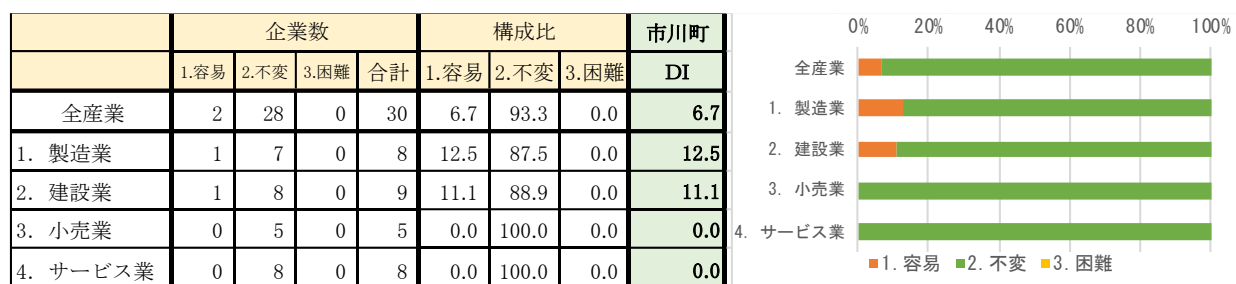 企業数 構成比 市川町
1.容易 2.不変 3.困難 合計 1.容易 2.不変 3.困難 DI
全産業 2 28 0 30 6.7 93.3 0.0 6.7
1. 製造業 1 7 0 8 12.5 87.5 0.0 12.5
2. 建設業 1 8 0 9 11.1 88.9 0.0 11.1
3. 小売業 0 5 0 5 0.0 100.0 0.0 0.0
4. サービス業 0 8 0 8 0.0 100.0 0.0 0.0
0% 20% 40% 60% 80% 100%
全産業
1. 製造業
2. 建設業
3. 小売業
4. サービス業
1. 容易 2. 不変 3. 困難